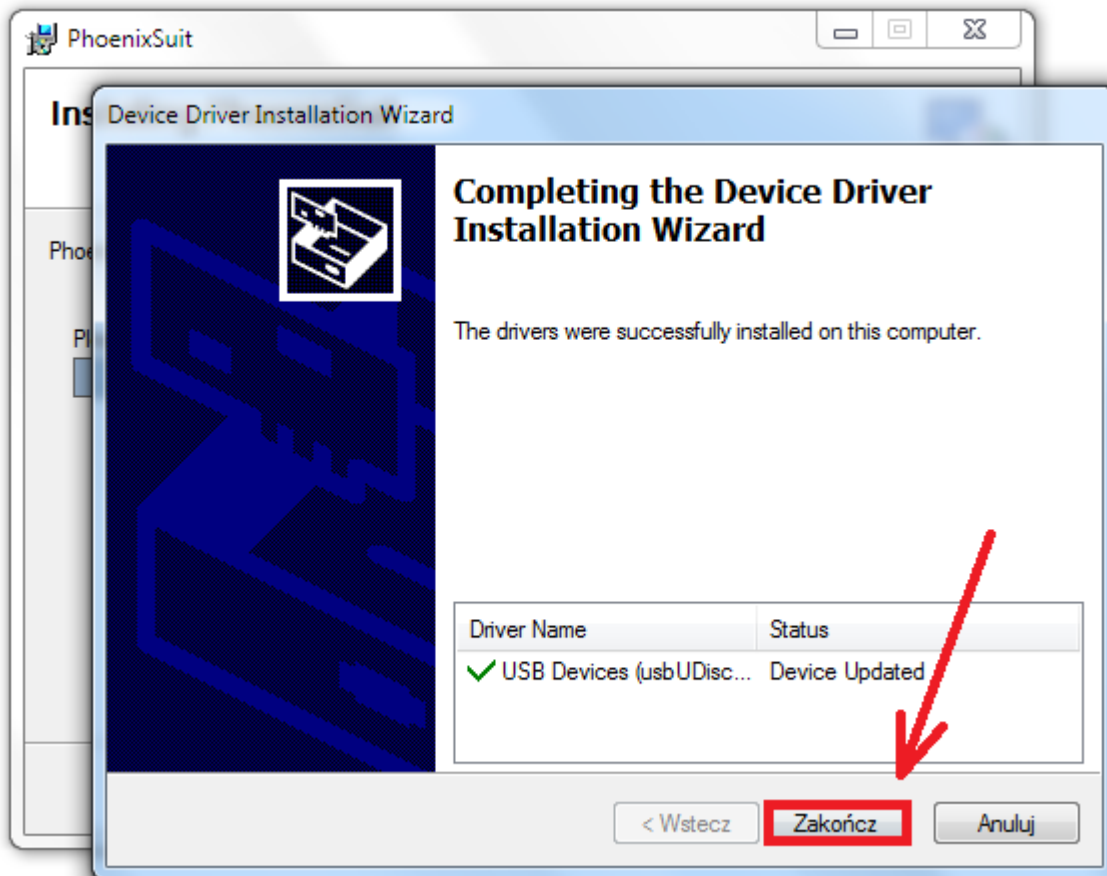 PhoenixSuit
Ins
Device Driver Installation Wizard
Completing the Device Driver
Installation Wizard
Phoe
The drivers were successfully installed on this computer.
Pl
Driver Name Status
USB Devices (usbUDisc... Device Updated
< Wstecz Zakończ Anuluj